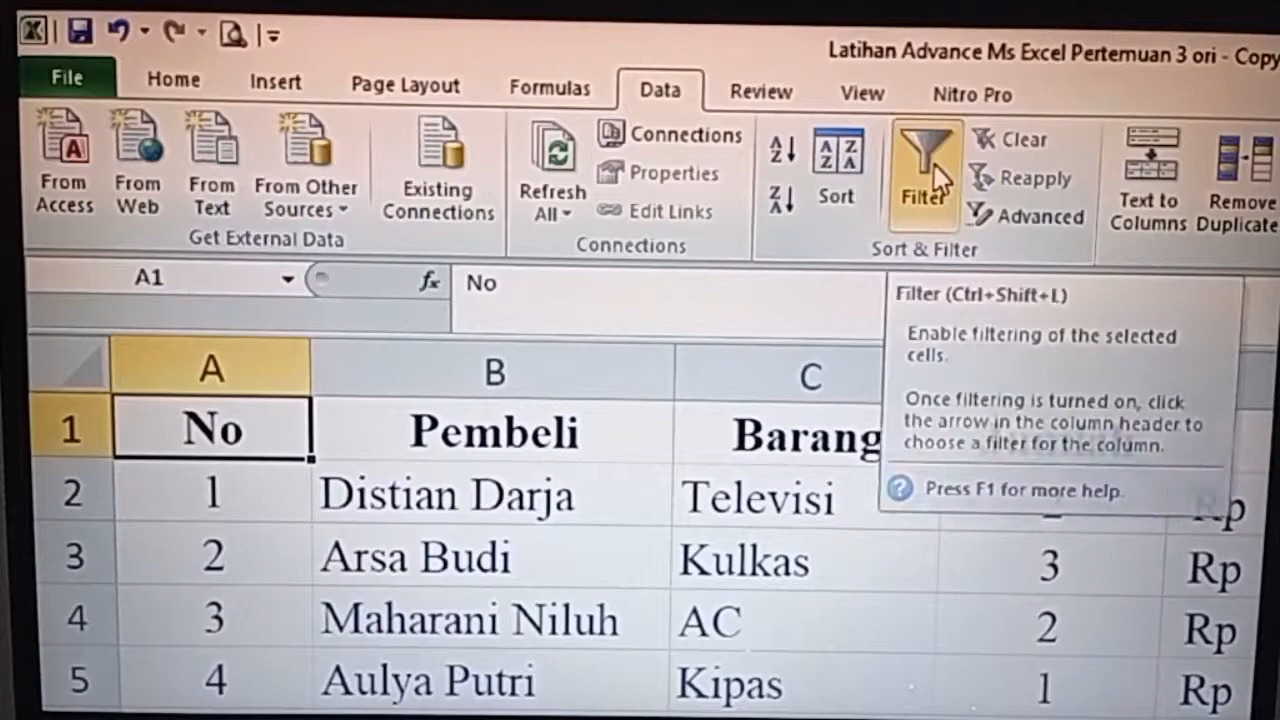 Latihan Advance Ms Excel Pertemuan 3 ori - Copy
File Home Insert Page Layout Formulas Data Review View Nitro Pro
From Access
From Web
From Text
From Other Sources
Existing Connections
Get External Data
Refresh All
Connections
Properties
Edit Links
Connections
Sort
Filter
Clear
Reapply
Advanced
Sort & Filter
Text to Columns
Remove Duplicate
A1 fx No
Filter (Ctrl+Shift+L)
Enable filtering of the selected
cells.
Once filtering is turned on, click
the arrow in the column header to
choose a filter for the column.
Press F1 for more help.
A B C
1 No Pembeli Barang
2 1 Distian Darja Televisi Rp
3 2 Arsa Budi Kulkas 3 Rp
4 3 Maharani Niluh AC 2 Rp
5 4 Aulya Putri Kipas 1 Rp